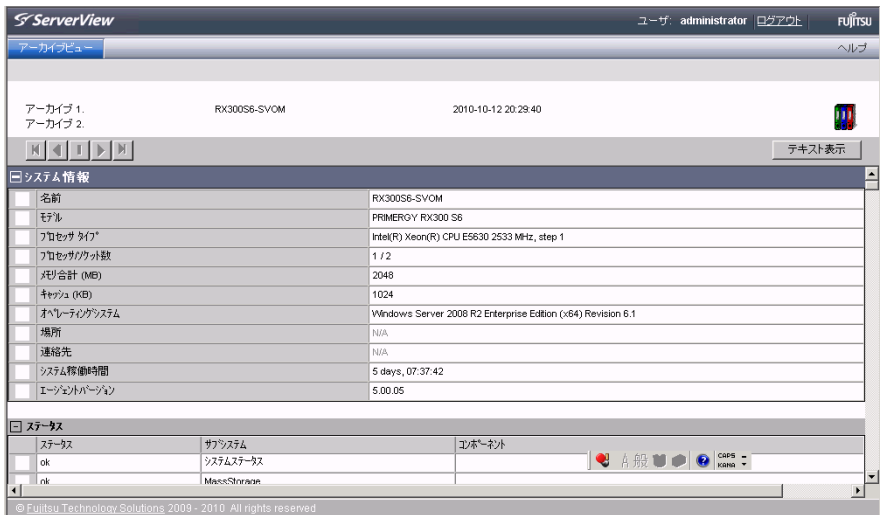 ServerView ユーザ: administrator ログアウト FUJITSU
アーカイブビュー ヘルプ
アーカイブ 1. RX300S6-SVOM 2010-10-12 20:29:40
アーカイブ 2.
テキスト表示
システム情報
名前 RX300S6-SVOM
モデル PRIMERGY RX300 S6
プロセッサ タイプ Intel(R) Xeon(R) CPU E5630 2533 MHz, step 1
プロセッサ/ソケット数 1 / 2
メモリ合計 (MB) 2048
キャッシュ (KB) 1024
オペレーティングシステム Windows Server 2008 R2 Enterprise Edition (x64) Revision 6.1
場所 N/A
連絡先 N/A
システム稼働時間 5 days, 07:37:42
エージェントバージョン 5.00.05
ステータス
ステータス サブシステム コンポーネント
ok システムステータス
A 般 CAPS KANA
ok MassStorage
© Fujitsu Technology Solutions 2009 - 2010 All rights reserved